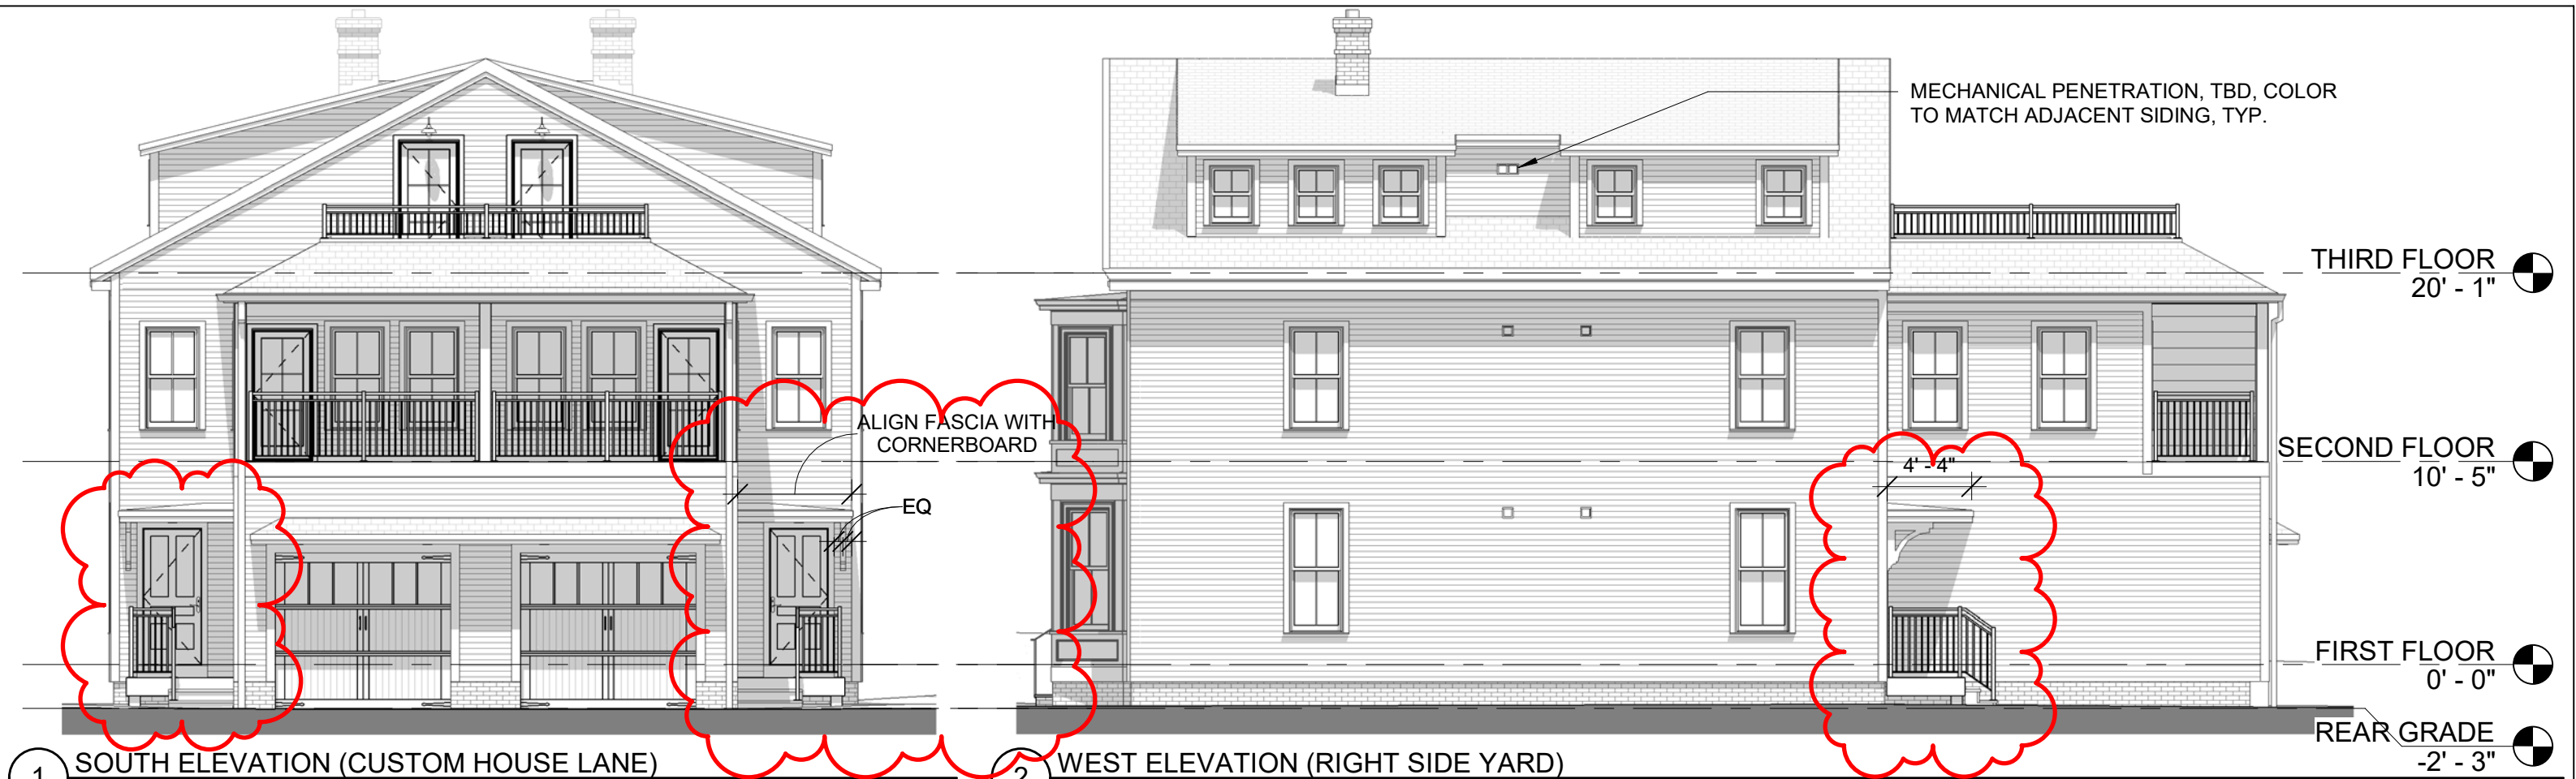 MECHANICAL PENETRATION, TBD, COLOR
TO MATCH ADJACENT SIDING, TYP.
THIRD FLOOR
20' - 1"
ALIGN FASCIA WITH
CORNERBOARD
SECOND FLOOR
10' - 5"
4' - 4"
EQ
FIRST FLOOR
0' - 0"
REAR GRADE
-2' - 3"
1 SOUTH ELEVATION (CUSTOM HOUSE LANE)
2 WEST ELEVATION (RIGHT SIDE YARD)